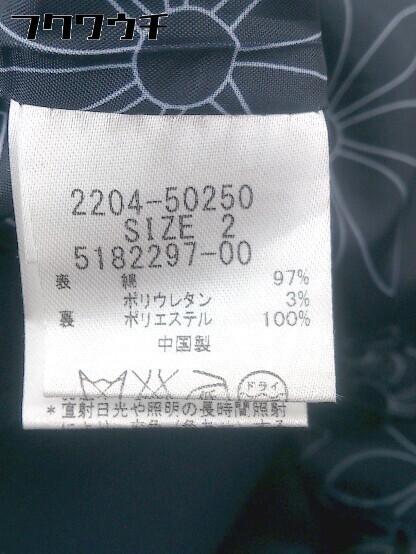 フクワウチ
2204-50250
SIZE 2
5182297-00
表 綿 97%
ポリウレタン 3%
裏 ポリエステル 100%
中国製
低 ドライ
*直射日光や照明の長時間照射